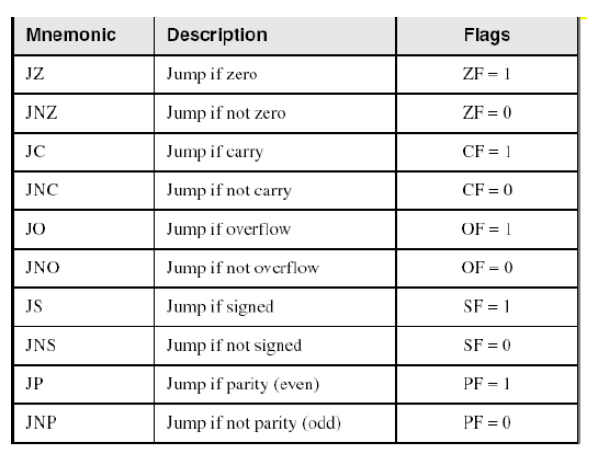 Mnemonic Description Flags
JZ Jump if zero ZF = 1
JNZ Jump if not zero ZF = 0
JC Jump if carry CF = 1
JNC Jump if not carry CF = 0
JO Jump if overflow OF = 1
JNO Jump if not overflow OF = 0
JS Jump if signed SF = 1
JNS Jump if not signed SF = 0
JP Jump if parity (even) PF = 1
JNP Jump if not parity (odd) PF = 0